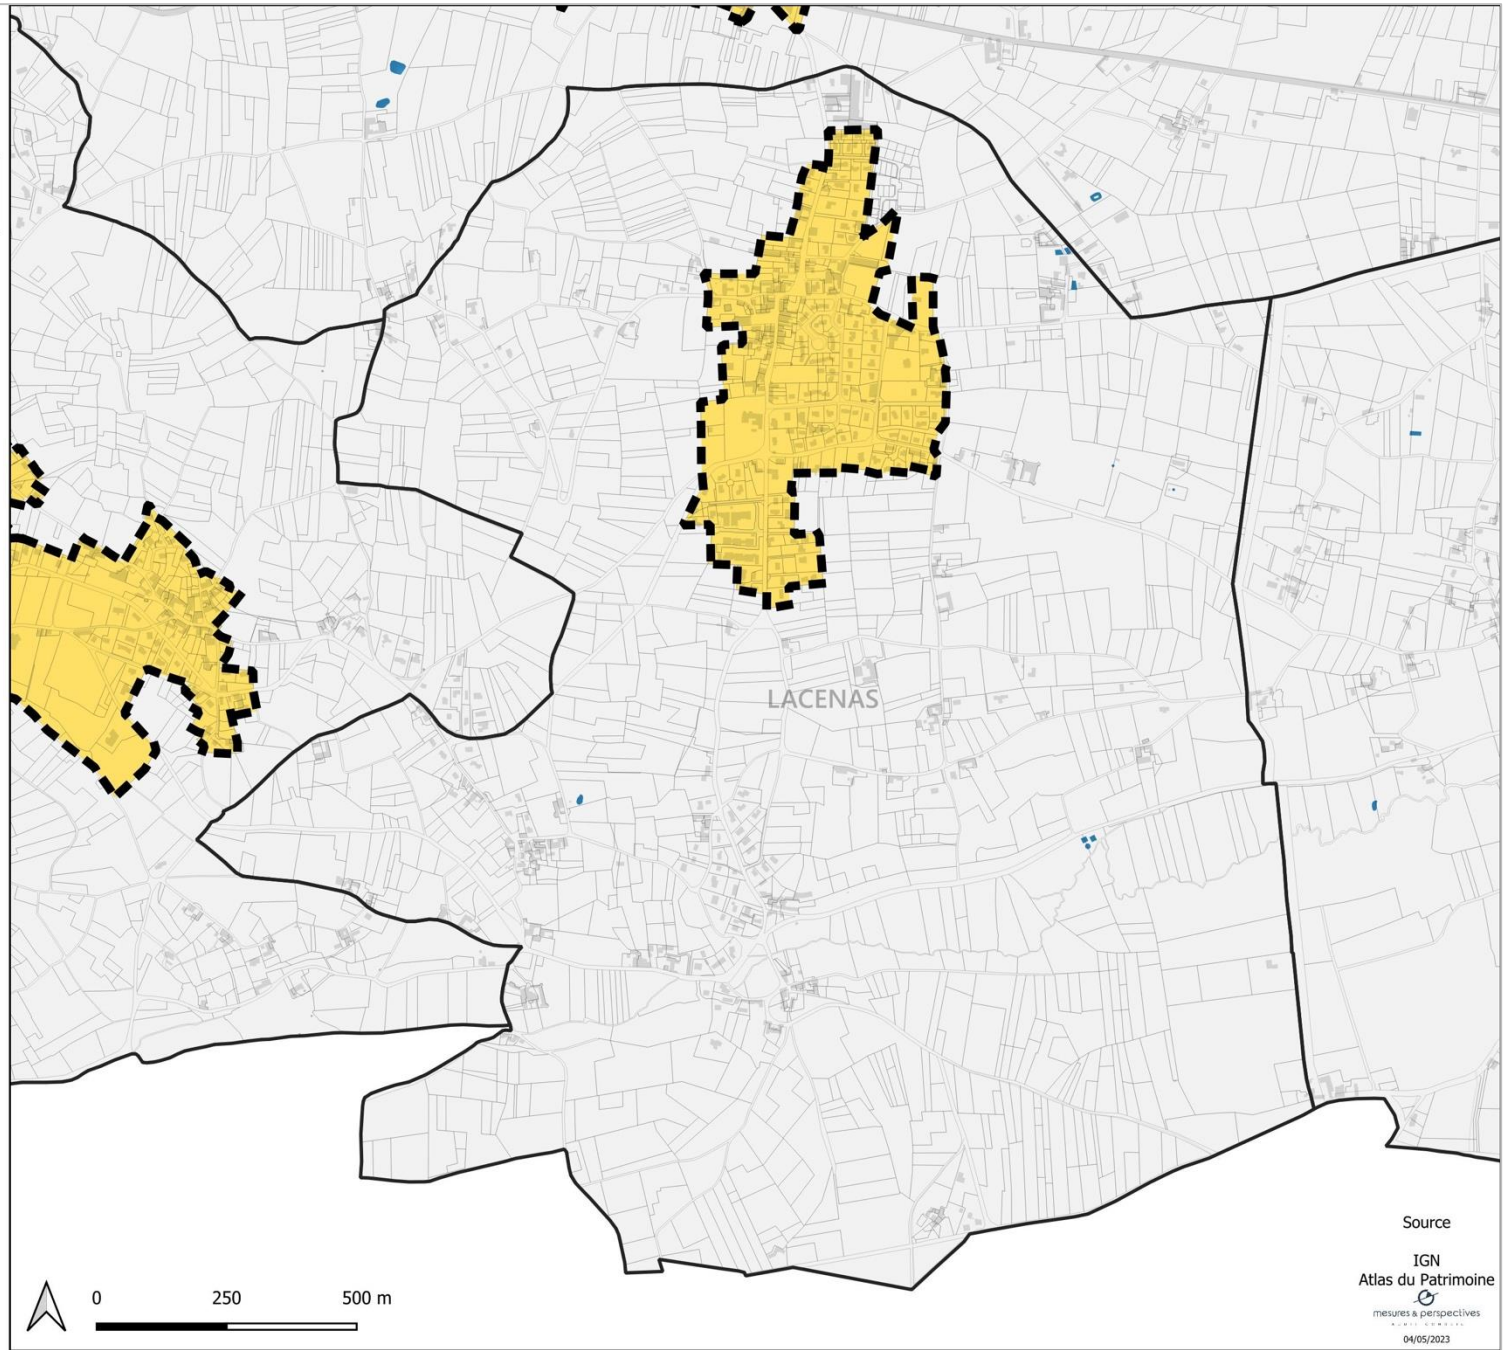 LACENAS
Source
IGN
Atlas du Patrimoine
mesures & perspectives
04/05/2023
0 250 500 m